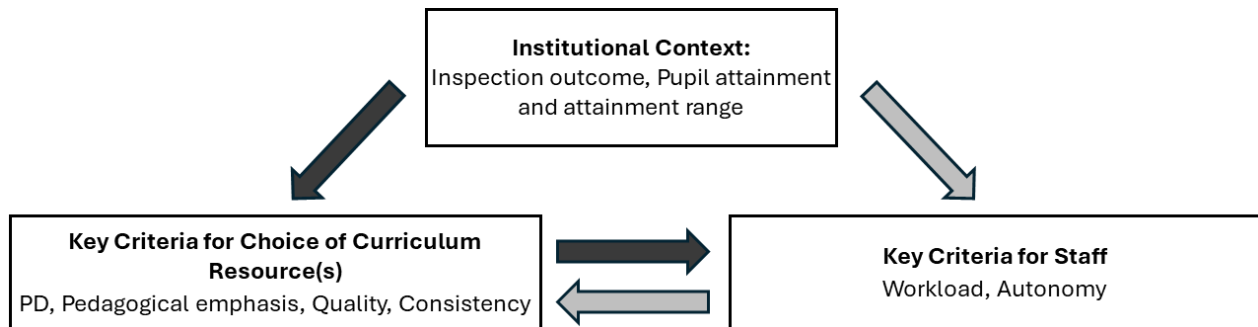 Institutional Context:
Inspection outcome, Pupil attainment
and attainment range
Key Criteria for Choice of Curriculum
Resource(s)
PD, Pedagogical emphasis, Quality, Consistency
Key Criteria for Staff
Workload, Autonomy